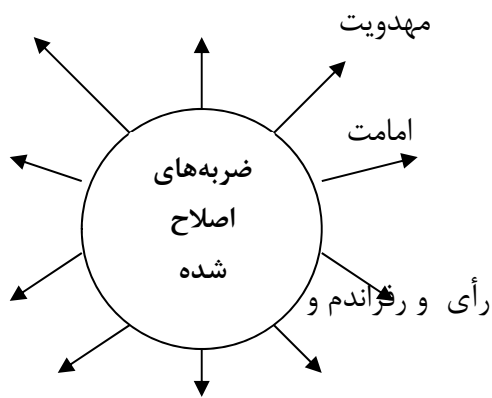 مهدویت
امامت
ضربه‌های
اصلاح
شده
رأی و رفراندم و